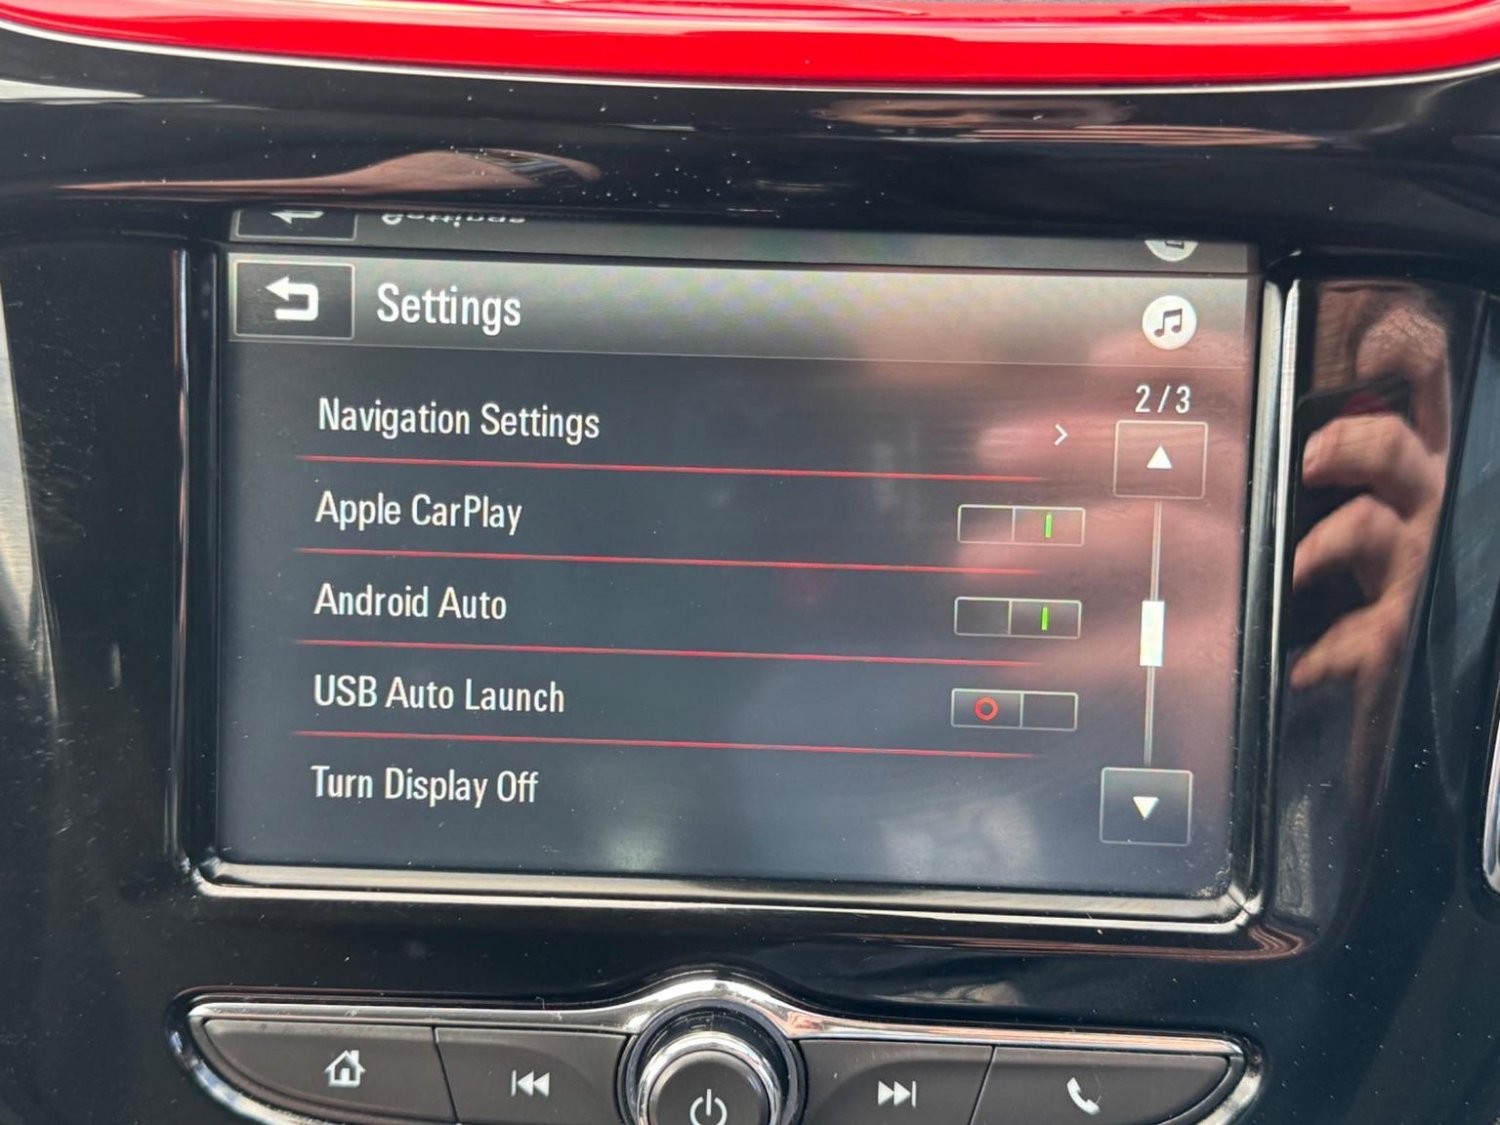 Settings
2/3
Navigation Settings
Apple CarPlay
Android Auto
USB Auto Launch
Turn Display Off